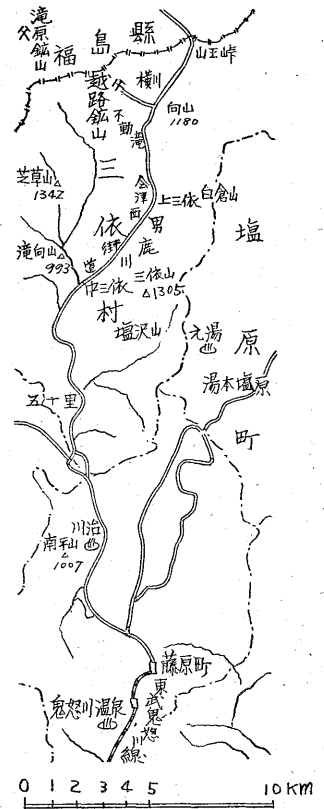 滝原鉱山
福島縣
山王峠
越路鉱山
横川
向山
1180
不動滝
三依村
芝草山
1342
会津西街道
上三依
白倉山
塩原町
男鹿川
滝向山
993
中三依
三依山
1305
塩沢山
元湯
湯本塩原
五十里
川治
南平山
1007
藤原町
鬼怒川温泉
東武鬼怒川線
0 1 2 3 4 5 10KM